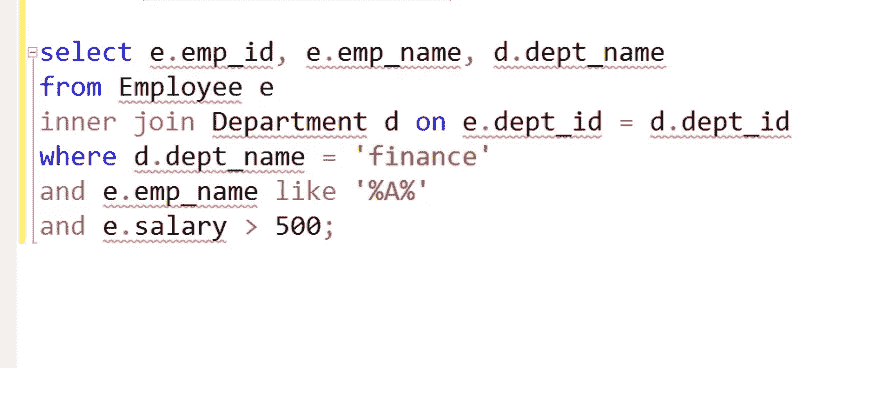 select e.emp_id, e.emp_name, d.dept_name
from Employee e
inner join Department d on e.dept_id = d.dept_id
where d.dept_name = 'finance'
and e.emp_name like '%A%'
and e.salary > 500;